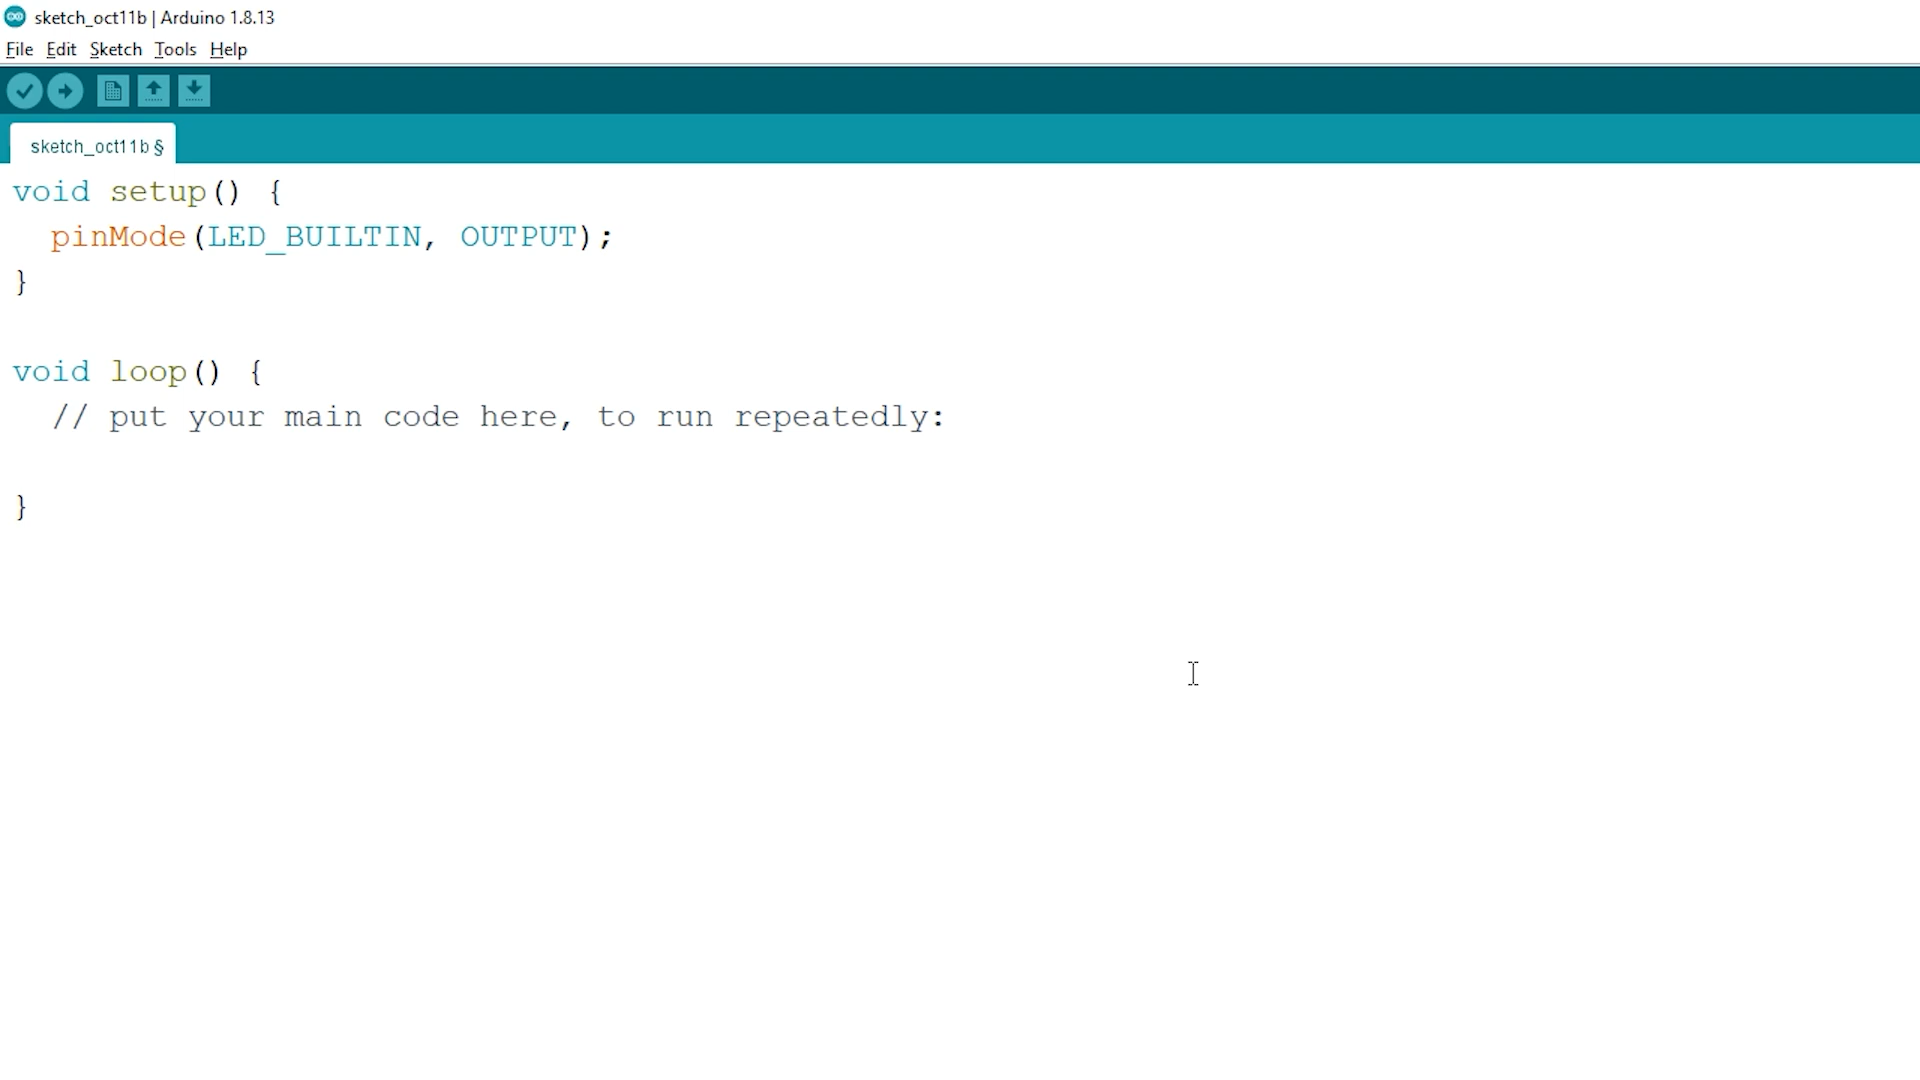 sketch_oct11b | Arduino 1.8.13
File Edit Sketch Tools Help
sketch_oct11b §
void setup() {
  pinMode(LED_BUILTIN, OUTPUT);
}
void loop() {
  // put your main code here, to run repeatedly:
}